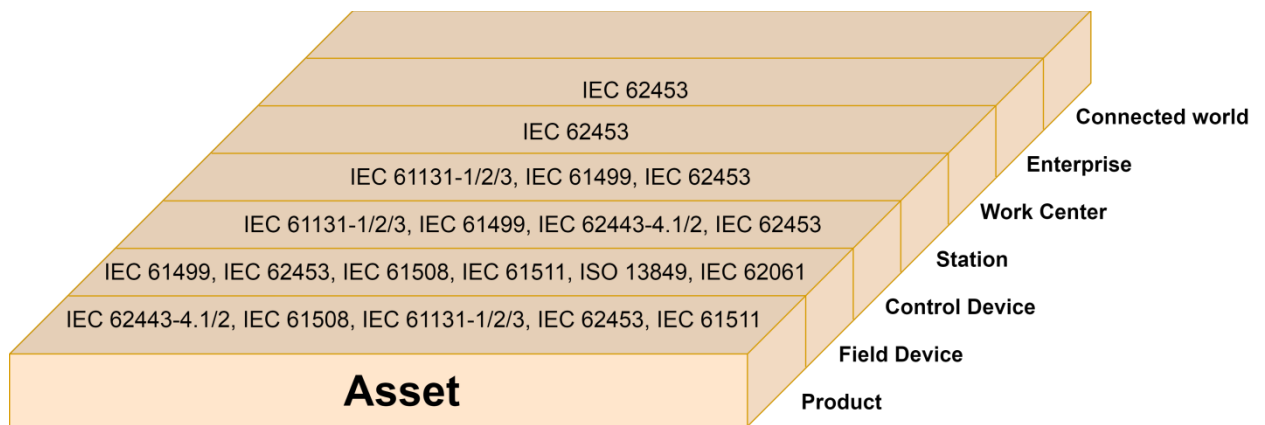 IEC 62453
IEC 62453
Connected world
IEC 61131-1/2/3, IEC 61499, IEC 62453
Enterprise
IEC 61131-1/2/3, IEC 61499, IEC 62443-4.1/2, IEC 62453
Work Center
IEC 61499, IEC 62453, IEC 61508, IEC 61511, ISO 13849, IEC 62061
Station
IEC 62443-4.1/2, IEC 61508, IEC 61131-1/2/3, IEC 62453, IEC 61511
Control Device
Field Device
Asset
Product